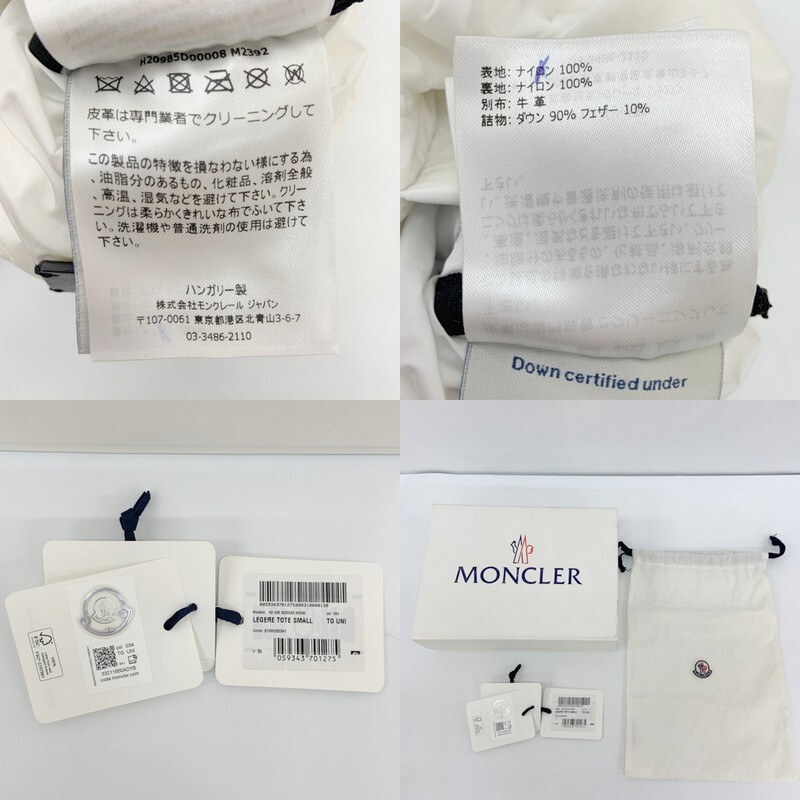 H20985D00008 M2392
皮革は専門業者でクリーニングして
下さい。
この製品の特徴を損なわない様にする為
、油脂分のあるもの、化粧品、溶剤全般
、高温、湿気などを避けて下さい。クリー
ニングは柔らかくきれいな布でふいて下さ
い。洗濯機や普通洗剤の使用は避けて
下さい。
ハンガリー製
株式会社モンクレール ジャパン
〒107-0061 東京都港区北青山3-6-7
03-3486-2110
表地: ナイロン 100%
裏地: ナイロン 100%
別布: 牛 革
詰物: ダウン 90% フェザー 10%
Down certified under
col 034
TG UNI
inside.moncler.com
LEGERE TOTE SMALL TG UNI
059343 701275
MONCLER